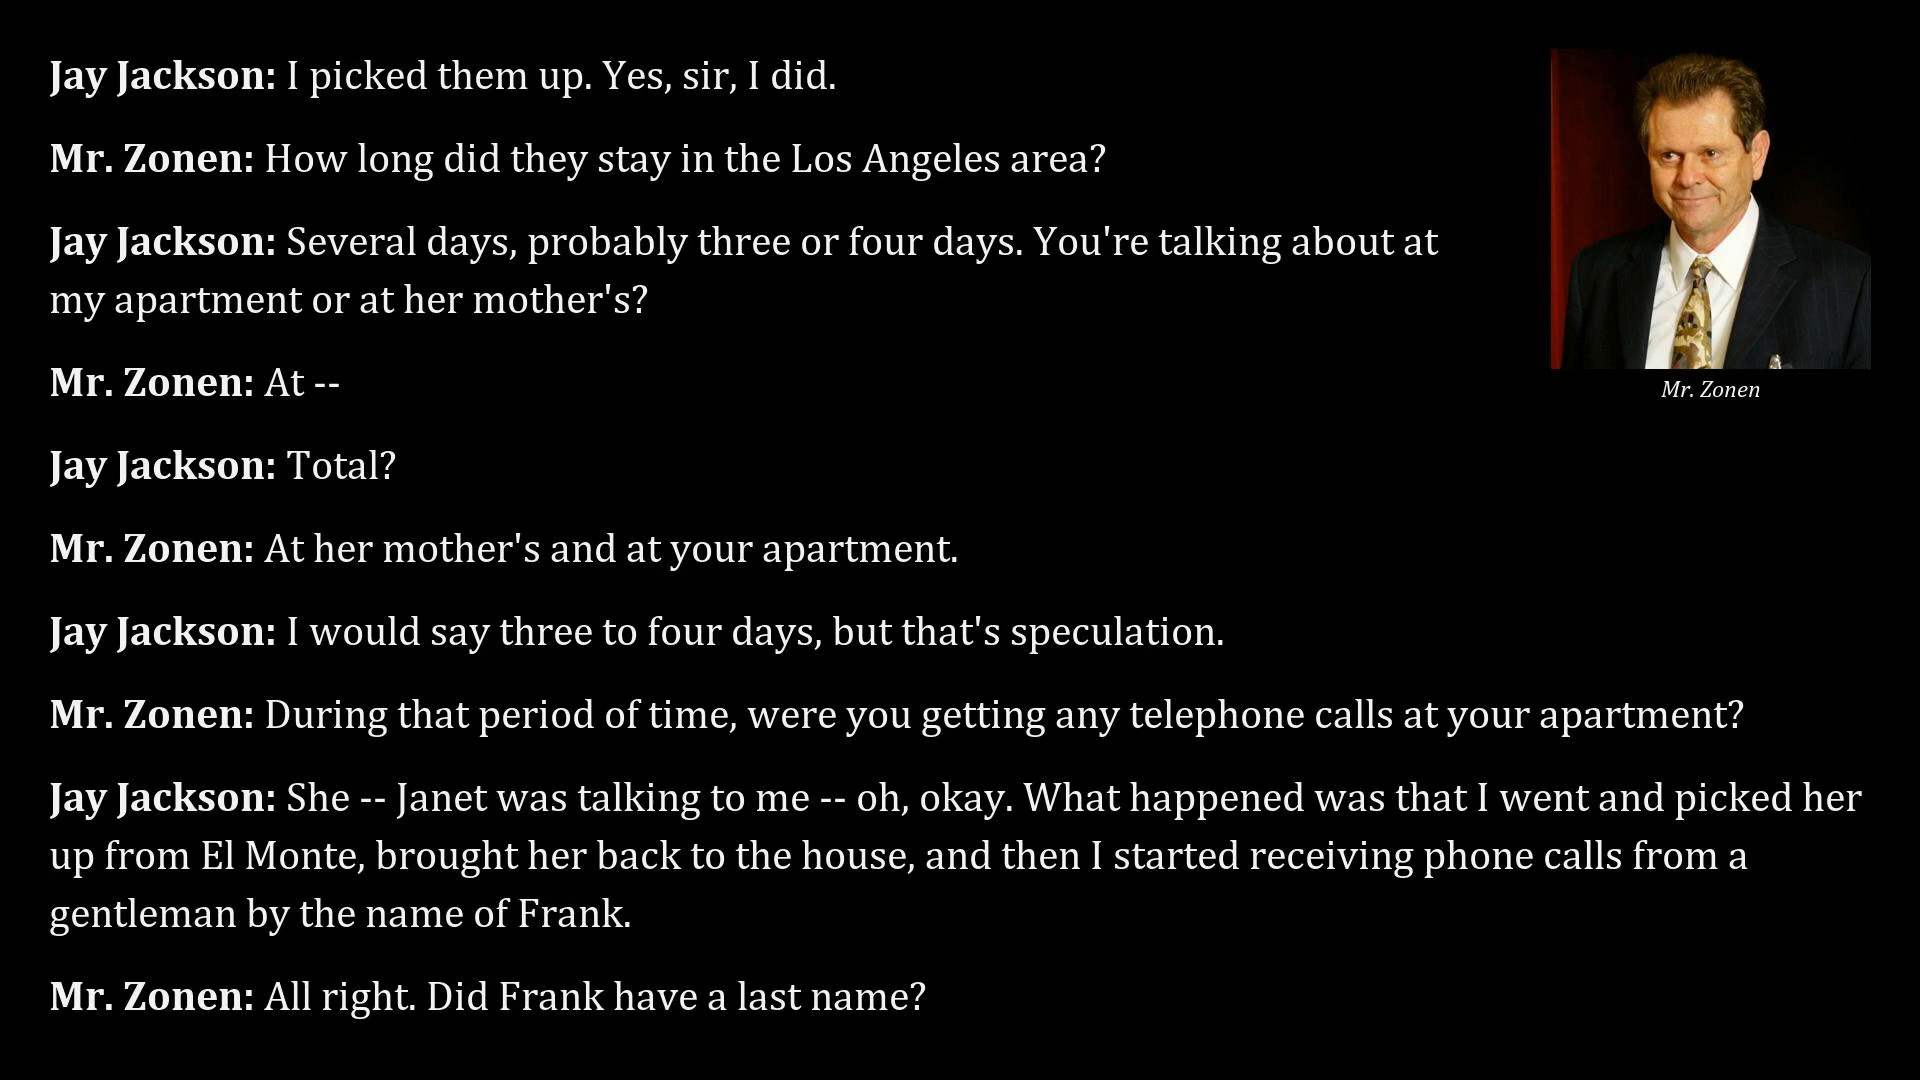 Jay Jackson: I picked them up. Yes, sir, I did.
Mr. Zonen: How long did they stay in the Los Angeles area?
Jay Jackson: Several days, probably three or four days. You're talking about at
my apartment or at her mother's?
Mr. Zonen: At --
Mr. Zonen
Jay Jackson: Total?
Mr. Zonen: At her mother's and at your apartment.
Jay Jackson: I would say three to four days, but that's speculation.
Mr. Zonen: During that period of time, were you getting any telephone calls at your apartment?
Jay Jackson: She -- Janet was talking to me -- oh, okay. What happened was that I went and picked her
up from El Monte, brought her back to the house, and then I started receiving phone calls from a
gentleman by the name of Frank.
Mr. Zonen: All right. Did Frank have a last name?